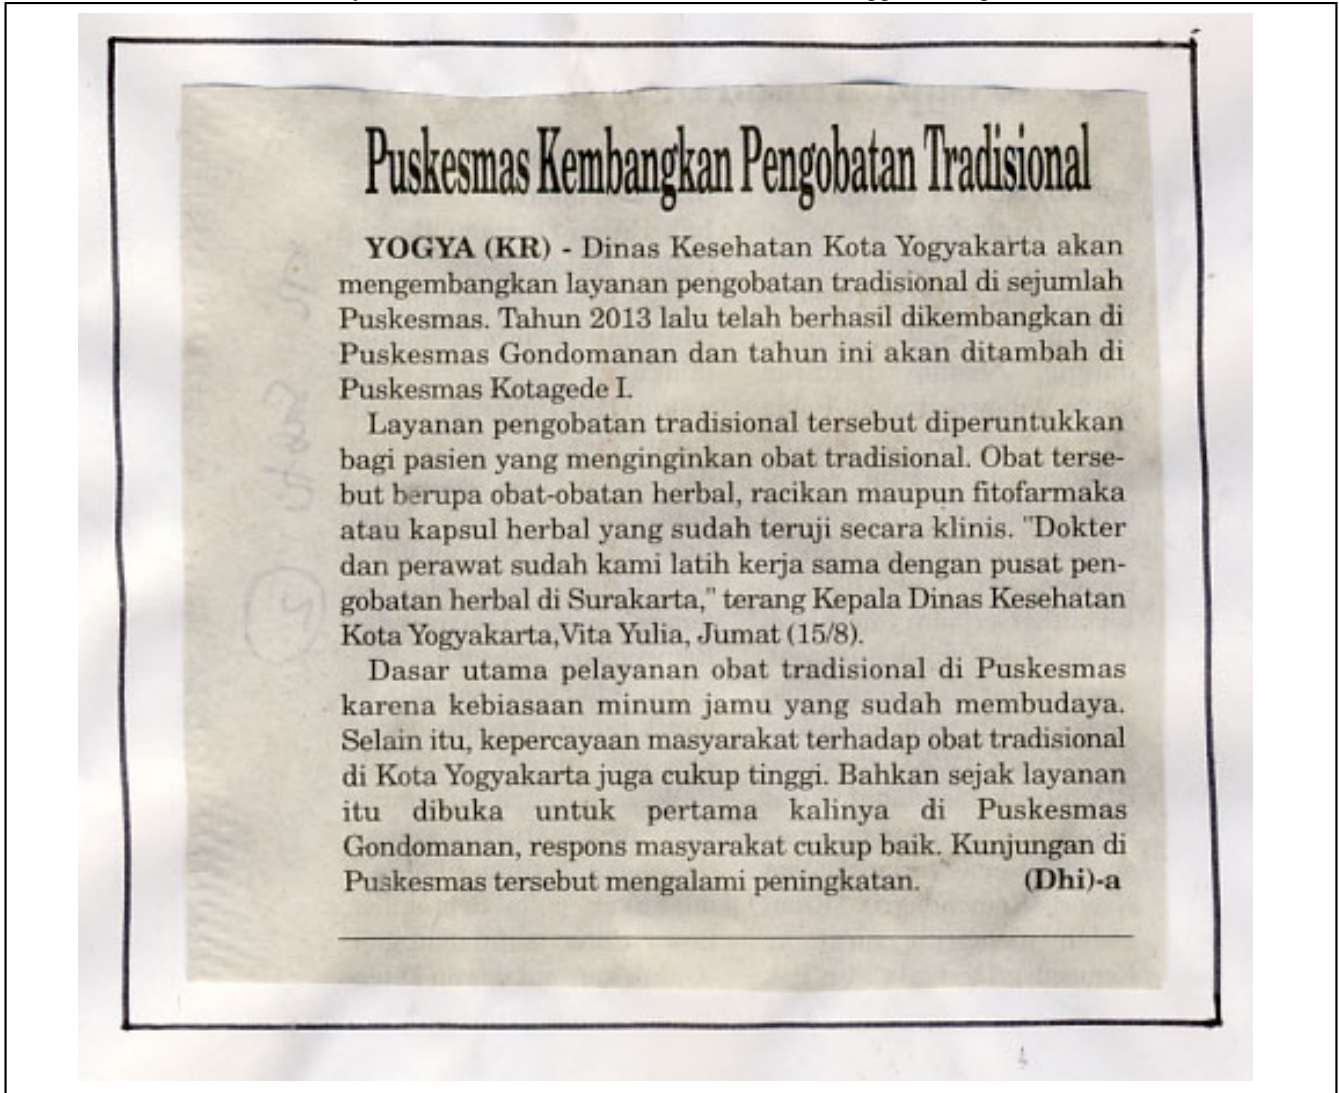 Puskesmas Kembangkan Pengobatan Tradisional
YOGYA (KR) - Dinas Kesehatan Kota Yogyakarta akan
mengembangkan layanan pengobatan tradisional di sejumlah
Puskesmas. Tahun 2013 lalu telah berhasil dikembangkan di
Puskesmas Gondomanan dan tahun ini akan ditambah di
Puskesmas Kotagede I.
Layanan pengobatan tradisional tersebut diperuntukkan
bagi pasien yang menginginkan obat tradisional. Obat terse-
but berupa obat-obatan herbal, racikan maupun fitofarmaka
atau kapsul herbal yang sudah teruji secara klinis. "Dokter
dan perawat sudah kami latih kerja sama dengan pusat pen-
gobatan herbal di Surakarta," terang Kepala Dinas Kesehatan
Kota Yogyakarta,Vita Yulia, Jumat (15/8).
Dasar utama pelayanan obat tradisional di Puskesmas
karena kebiasaan minum jamu yang sudah membudaya.
Selain itu, kepercayaan masyarakat terhadap obat tradisional
di Kota Yogyakarta juga cukup tinggi. Bahkan sejak layanan
itu dibuka untuk pertama kalinya di Puskesmas
Gondomanan, respons masyarakat cukup baik. Kunjungan di
Puskesmas tersebut mengalami peningkatan. (Dhi)-a